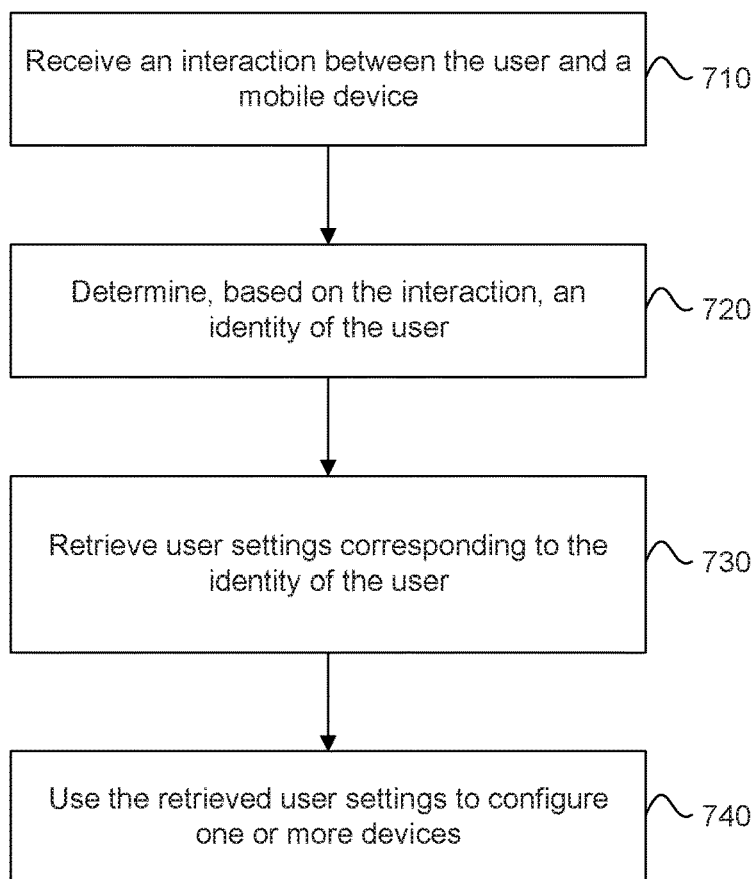 Receive an interaction between the user and a
mobile device
710
Determine, based on the interaction, an
identity of the user
720
Retrieve user settings corresponding to the
identity of the user
730
Use the retrieved user settings to configure
one or more devices
740